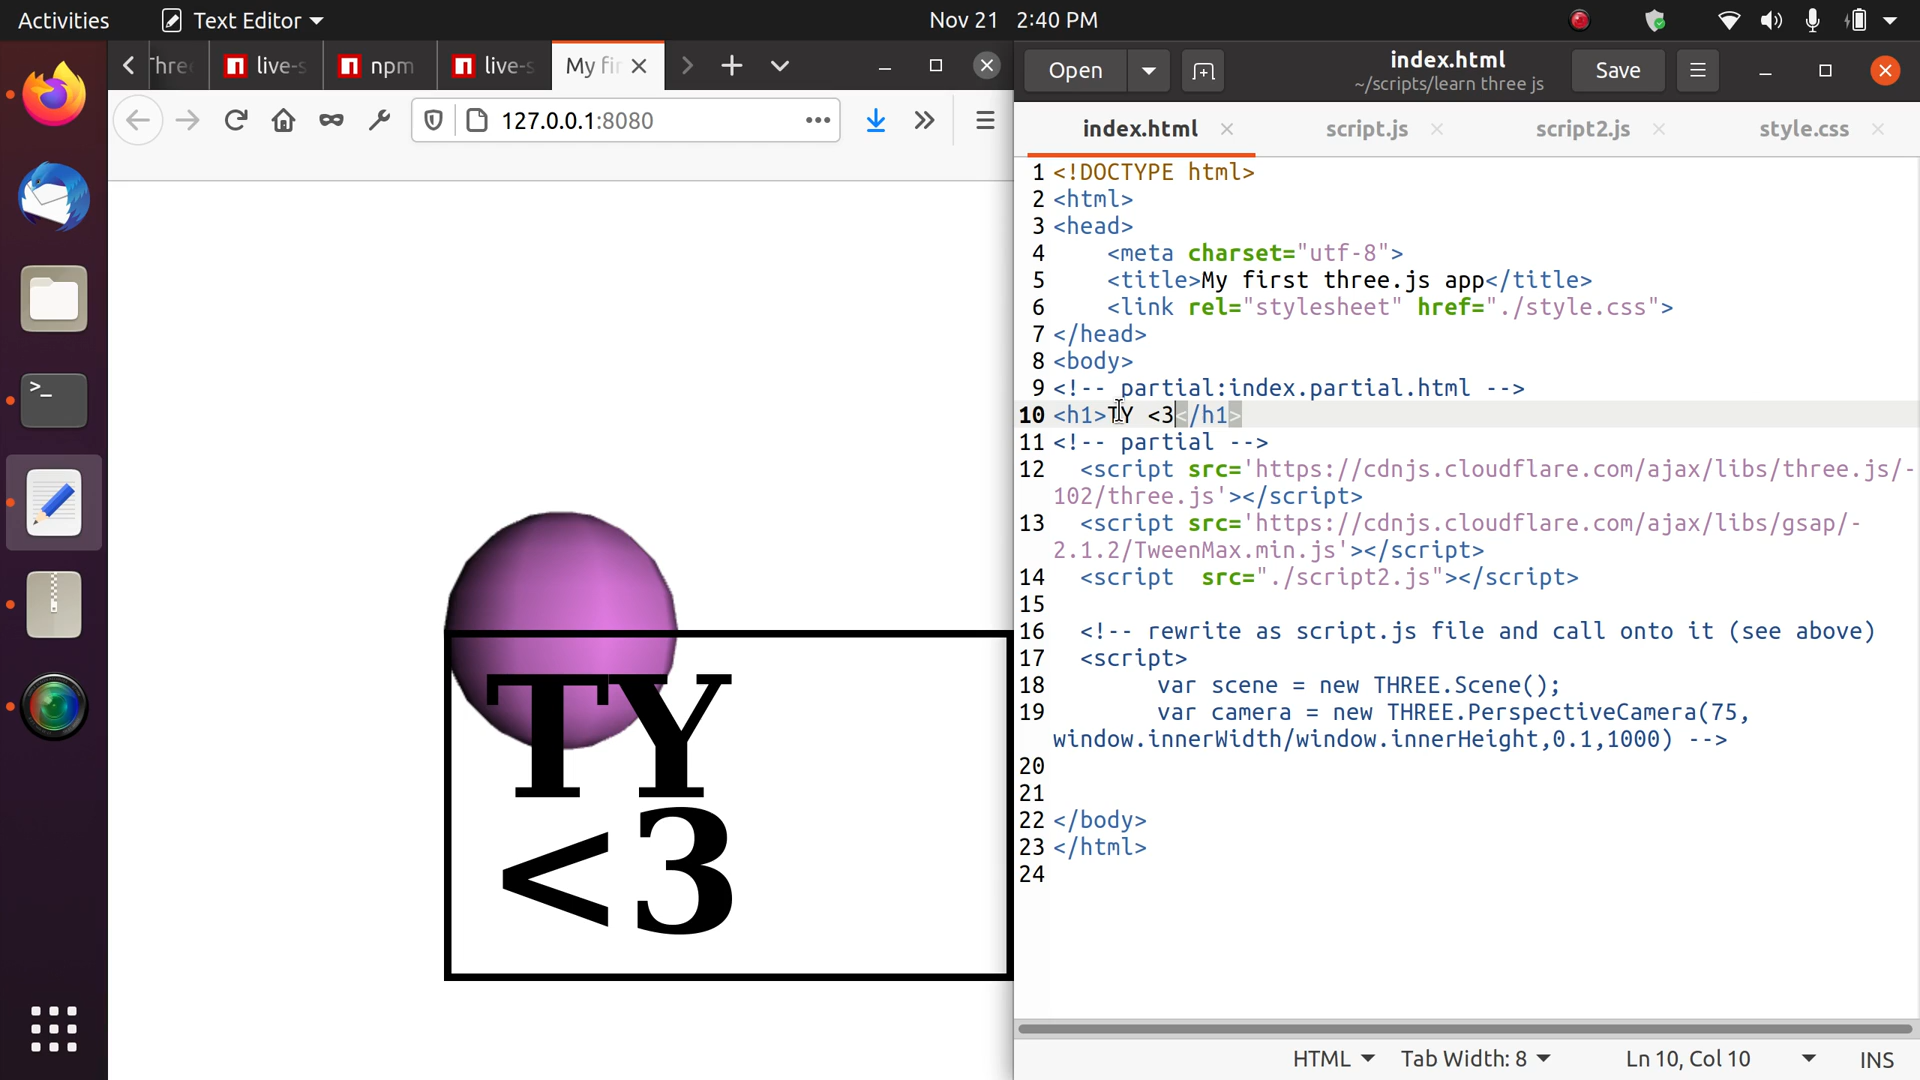 Activities
Text Editor
Nov 21 2:40 PM
live-s
npm
live-s
My fir
127.0.0.1:8080
TY
<3
Open
index.html
~/scripts/learn three js
Save
index.html
script.js
script2.js
style.css
1 <!DOCTYPE html>
2 <html>
3 <head>
4 <meta charset="utf-8">
5 <title>My first three.js app</title>
6 <link rel="stylesheet" href="./style.css">
7 </head>
8 <body>
9 <!-- partial:index.partial.html -->
10 <h1>TY <3</h1>
11 <!-- partial -->
12 <script src='https://cdnjs.cloudflare.com/ajax/libs/three.js/-
102/three.js'></script>
13 <script src='https://cdnjs.cloudflare.com/ajax/libs/gsap/-
2.1.2/TweenMax.min.js'></script>
14 <script  src="./script2.js"></script>
15
16 <!-- rewrite as script.js file and call onto it (see above)
17 <script>
18 var scene = new THREE.Scene();
19 var camera = new THREE.PerspectiveCamera(75,
window.innerWidth/window.innerHeight,0.1,1000) -->
20
21
22 </body>
23 </html>
24
HTML
Tab Width: 8
Ln 10, Col 10
INS